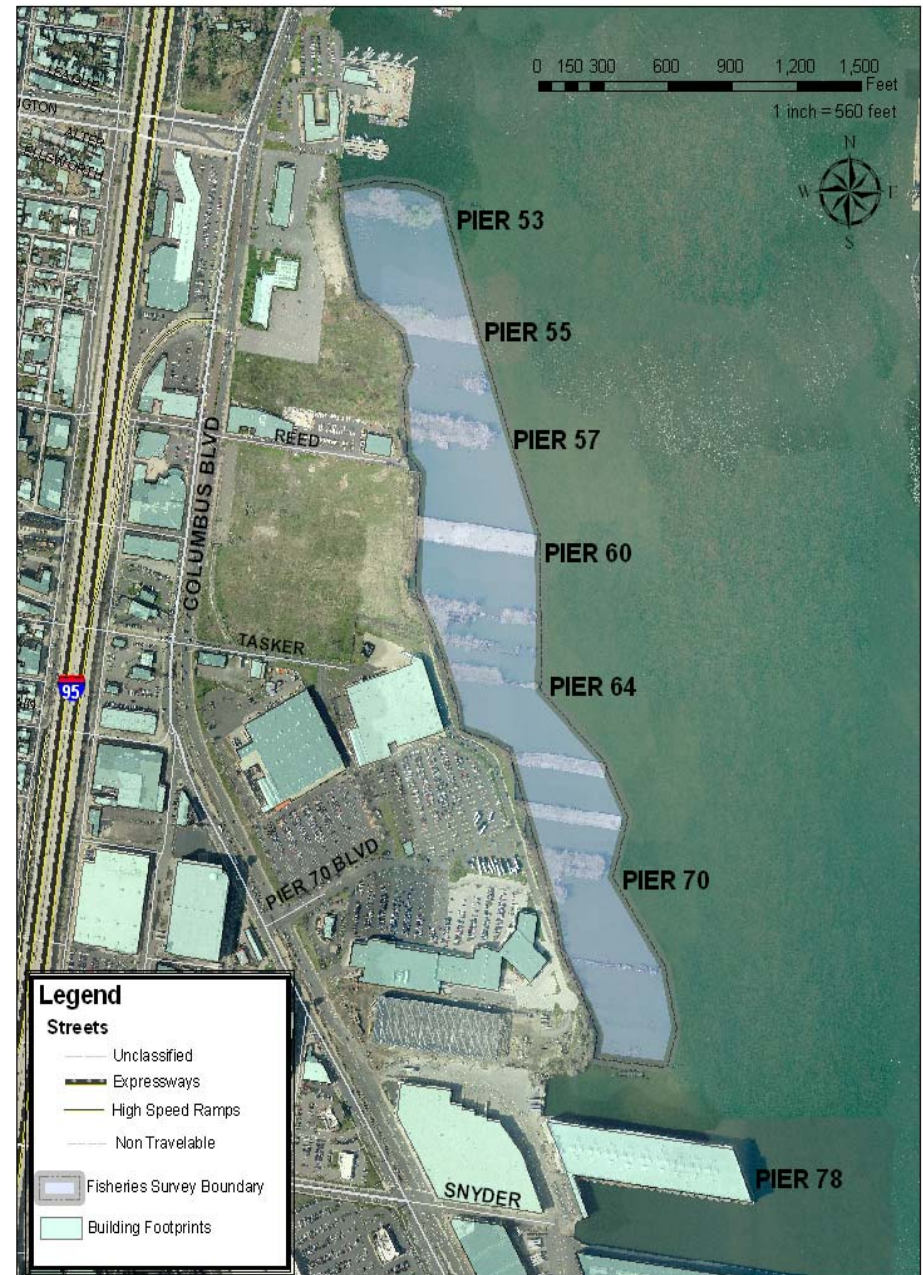 0 150 300 600 900 1,200 1,500
Feet
1 inch = 560 feet
N
W E
S
ELLSWORTH
PIER 53
PIER 55
PIER 57
REED
COLUMBUS BLVD
PIER 60
TASKER
PIER 64
95
PIER 70 BLVD
PIER 70
PIER 78
SNYDER
Legend
Streets
Unclassified
Expressways
High Speed Ramps
Non Travelable
Fisheries Survey Boundary
Building Footprints